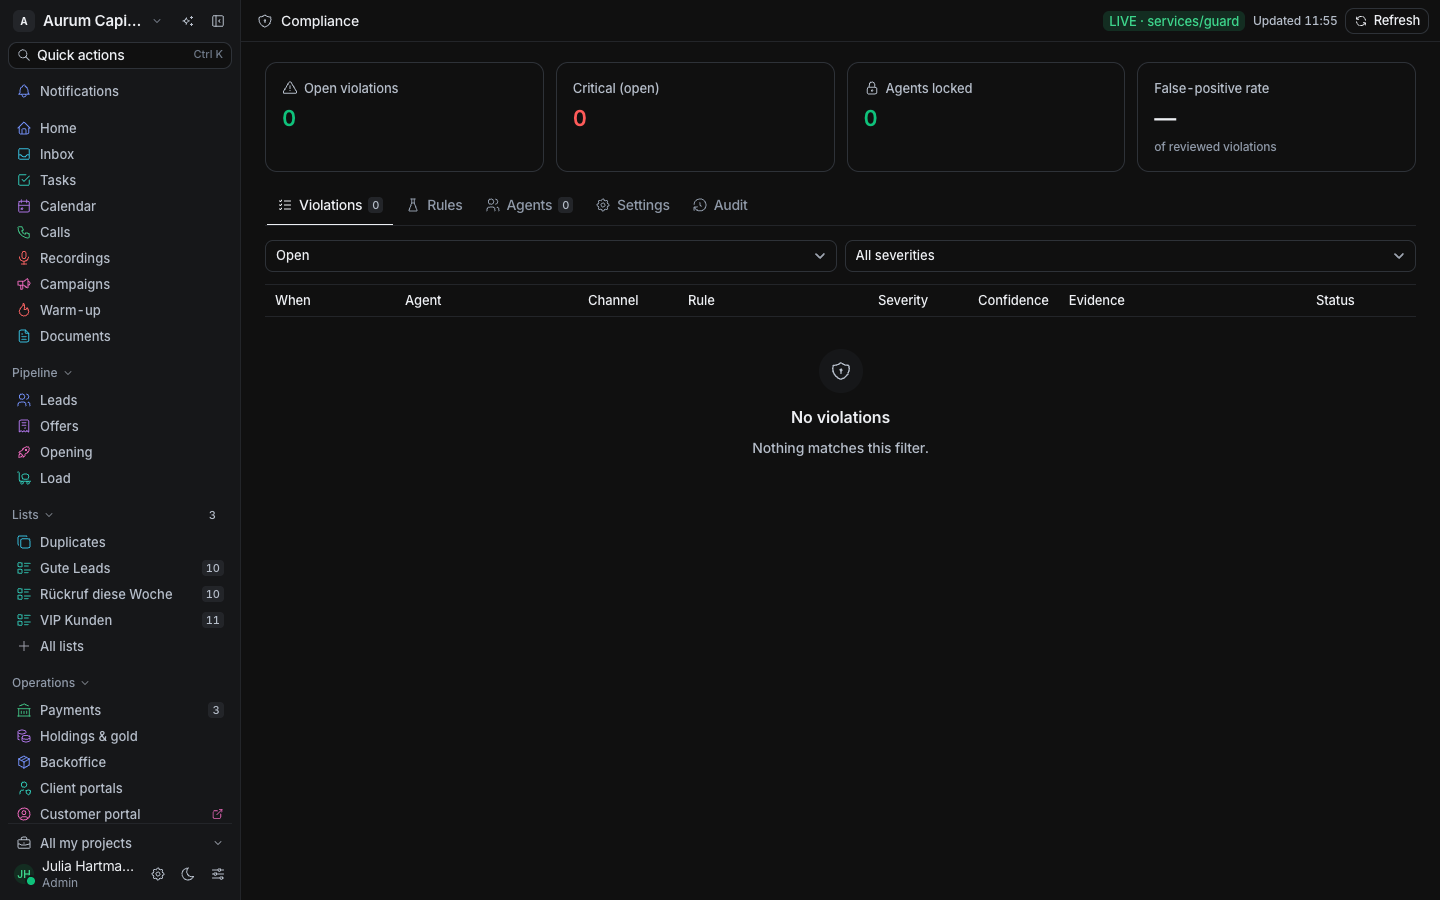 A Aurum Capi...
Quick actions Ctrl K
Notifications
Home
Inbox
Tasks
Calendar
Calls
Recordings
Campaigns
Warm-up
Documents
Pipeline
Leads
Offers
Opening
Load
Lists 3
Duplicates
Gute Leads 10
Rückruf diese Woche 10
VIP Kunden 11
All lists
Operations
Payments 3
Holdings & gold
Backoffice
Client portals
Customer portal
All my projects
JH Julia Hartma...
Admin
Compliance
LIVE · services/guard Updated 11:55 Refresh
Open violations
0
Critical (open)
0
Agents locked
0
False-positive rate
—
of reviewed violations
Violations 0 Rules Agents 0 Settings Audit
Open All severities
When Agent Channel Rule Severity Confidence Evidence Status
No violations
Nothing matches this filter.